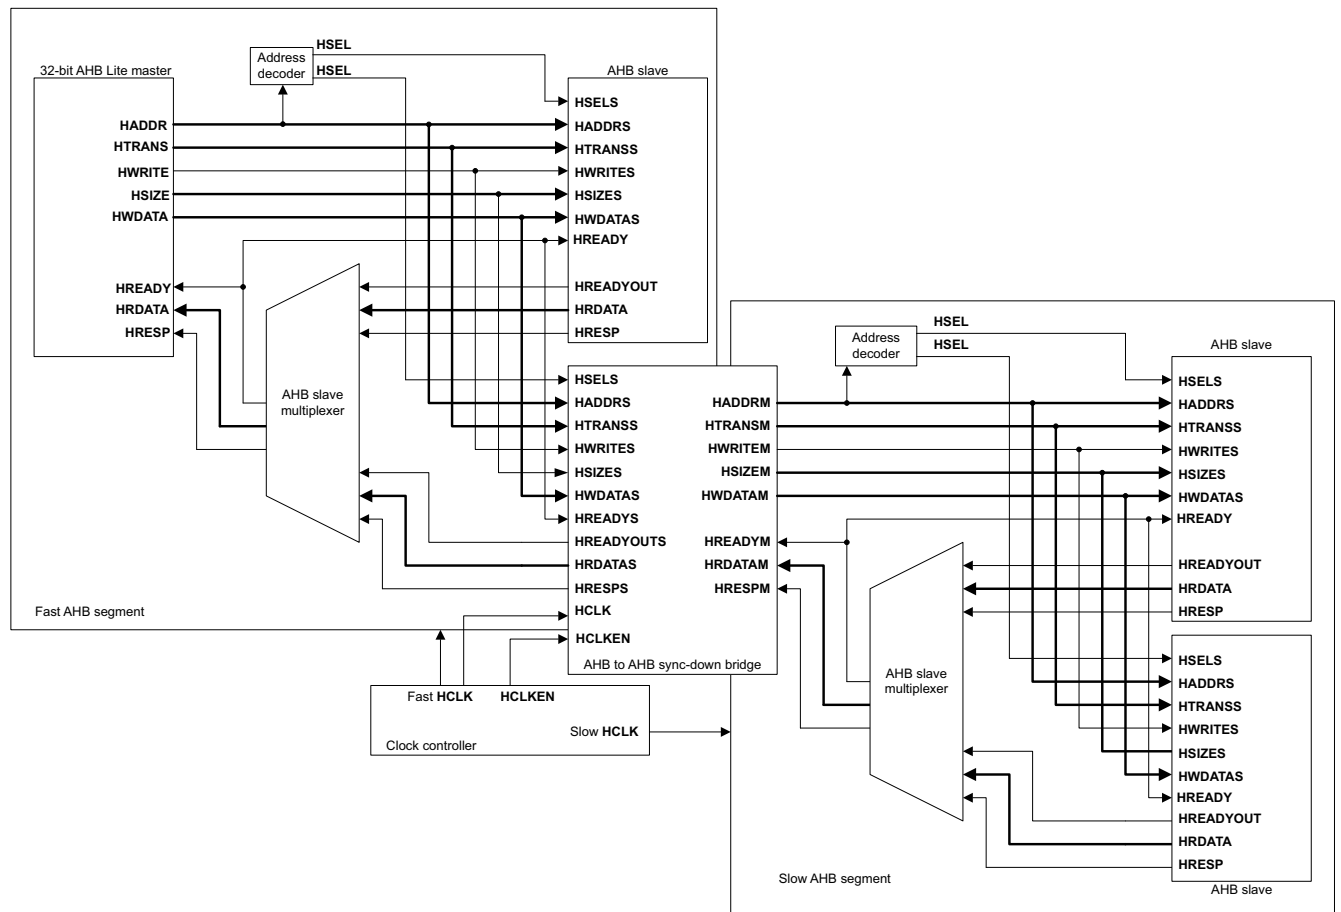 HSEL
Address
decoder
HSEL
32-bit AHB Lite master
HADDR
HTRANS
HWRITE
HSIZE
HWDATA
HREADY
HRDATA
HRESP
AHB slave
HSELS
HADDRS
HTRANSS
HWRITES
HSIZES
HWDATAS
HREADY
HREADYOUT
HRDATA
HRESP
AHB slave
multiplexer
HSELS
HADDRS
HTRANSS
HWRITES
HSIZES
HWDATAS
HREADYS
HREADYOUTS
HRDATAS
HRESPS
HCLK
HCLKEN
HADDRM
HTRANSM
HWRITEM
HSIZEM
HWDATAM
HREADYM
HRDATAM
HRESPM
AHB to AHB sync-down bridge
Fast AHB segment
Fast HCLK
HCLKEN
Slow HCLK
Clock controller
HSEL
Address
decoder
HSEL
AHB slave
HSELS
HADDRS
HTRANSS
HWRITES
HSIZES
HWDATAS
HREADY
HREADYOUT
HRDATA
HRESP
AHB slave
multiplexer
HSELS
HADDRS
HTRANSS
HWRITES
HSIZES
HWDATAS
HREADY
HREADYOUT
HRDATA
HRESP
AHB slave
Slow AHB segment